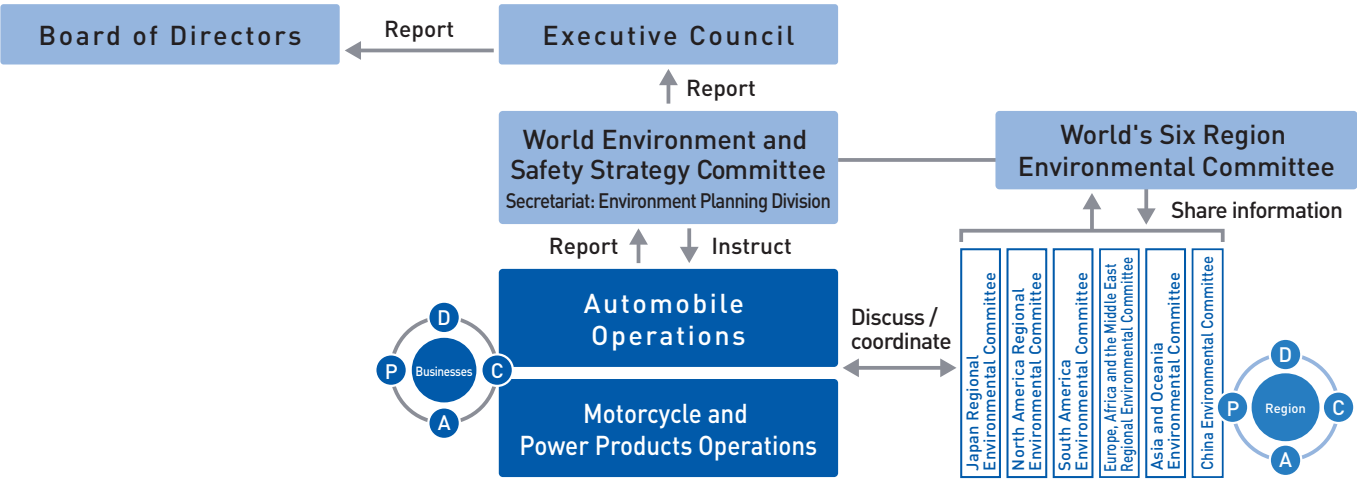 Board of Directors
Report
Executive Council
Report
World Environment and
Safety Strategy Committee
Secretariat: Environment Planning Division
World's Six Region
Environmental Committee
Share information
Report
Instruct
Automobile
Operations
Motorcycle and
Power Products Operations
D
P
Businesses
C
A
Discuss /
coordinate
Japan Regional
Environmental Committee
North America Regional
Environmental Committee
South America
Environmental Committee
Europe, Africa and the Middle East
Regional Environmental Committee
Asia and Oceania
Environmental Committee
China Environmental Committee
D
P
Region
C
A